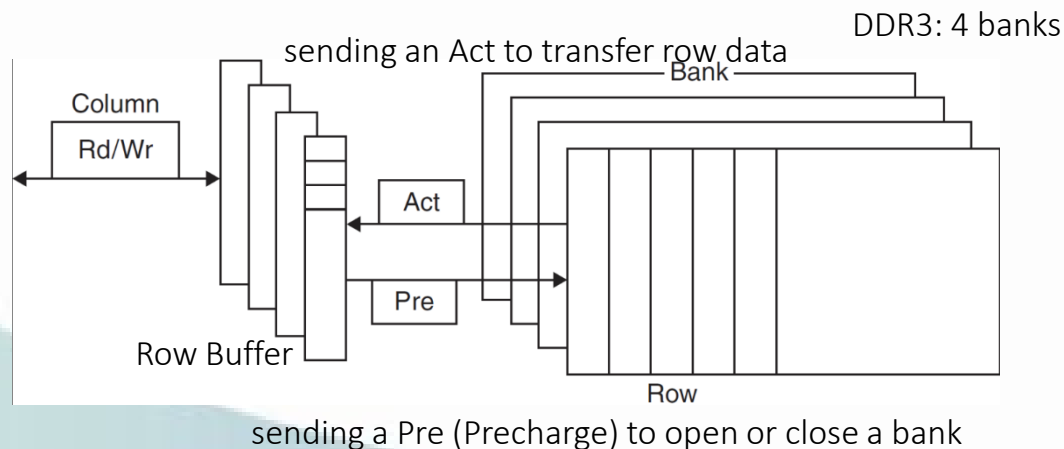 DDR3: 4 banks
sending an Act to transfer row data
Bank
Column
Rd/Wr
Act
Pre
Row Buffer
Row
sending a Pre (Precharge) to open or close a bank